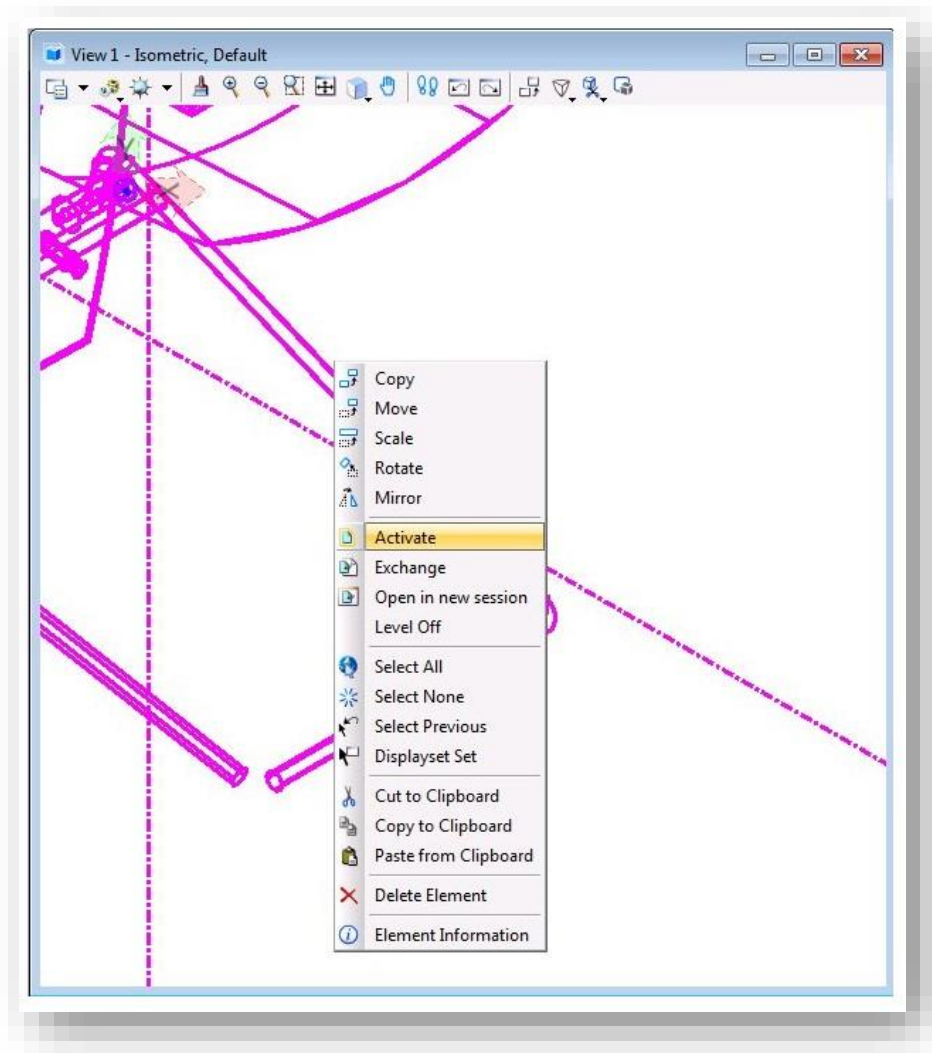 View 1 - Isometric, Default
Copy
Move
Scale
Rotate
Mirror
Activate
Exchange
Open in new session
Level Off
Select All
Select None
Select Previous
Displayset Set
Cut to Clipboard
Copy to Clipboard
Paste from Clipboard
Delete Element
Element Information